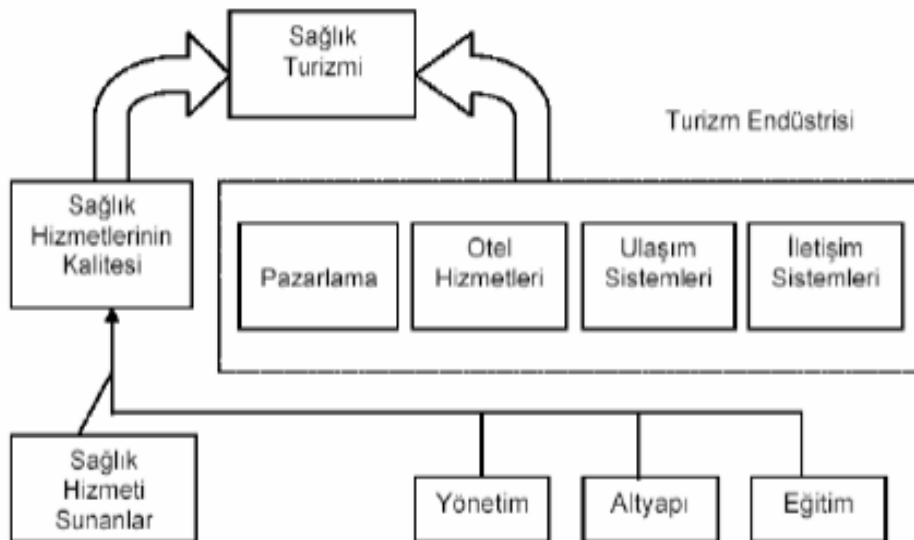 Sağlık
Turizmi
Turizm Endüstrisi
Sağlık
Hizmetlerinin
Kalitesi
Pazarlama
Otel
Hizmetleri
Ulaşım
Sistemleri
İletişim
Sistemleri
Sağlık
Hizmeti
Sunanlar
Yönetim
Altyapı
Eğitim